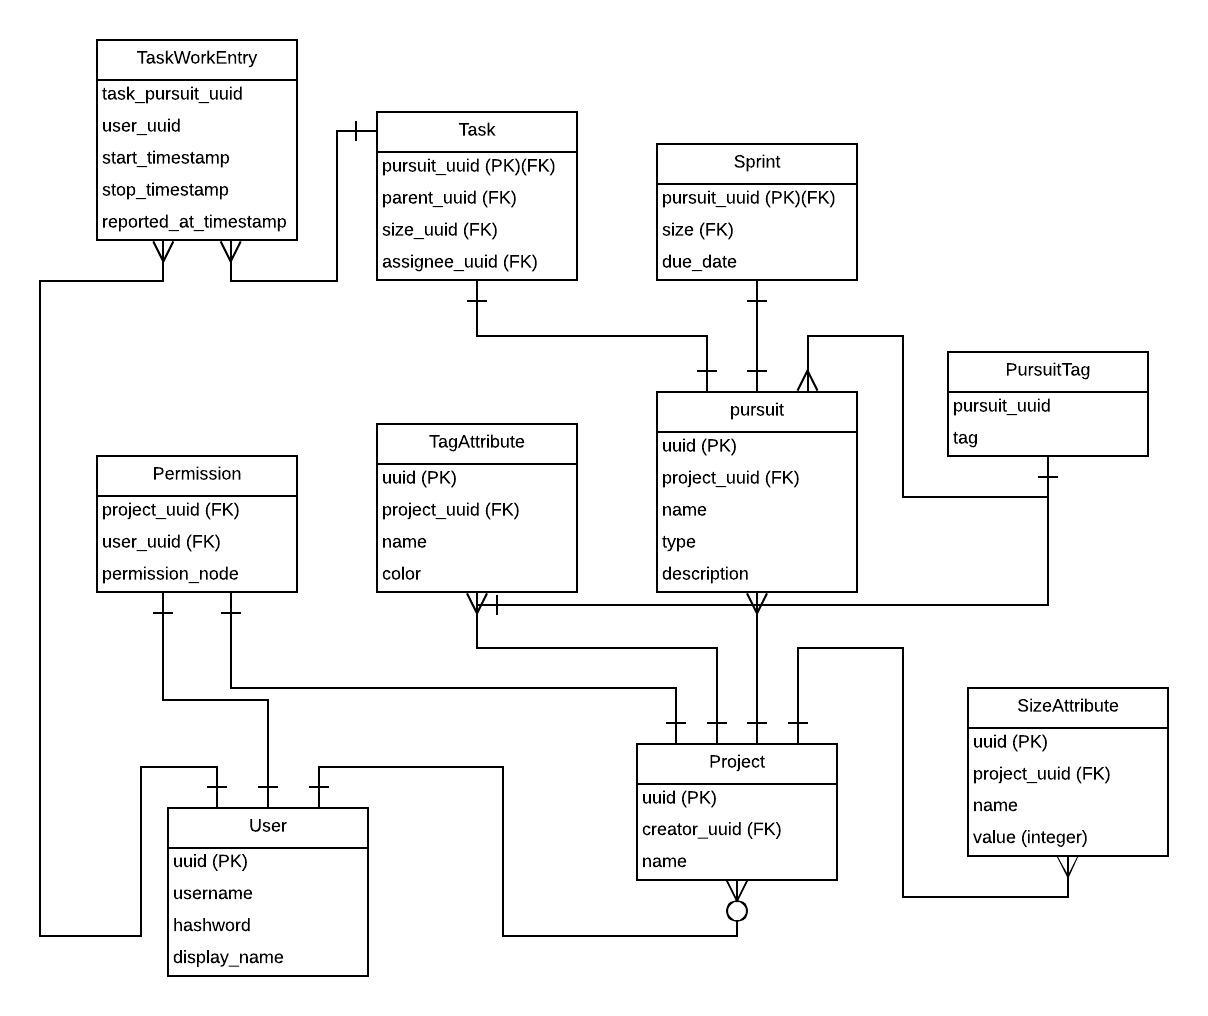 TaskWorkEntry
task_pursuit_uuid
user_uuid
start_timestamp
stop_timestamp
reported_at_timestamp
Task
pursuit_uuid (PK)(FK)
parent_uuid (FK)
size_uuid (FK)
assignee_uuid (FK)
Sprint
pursuit_uuid (PK)(FK)
size (FK)
due_date
PursuitTag
pursuit_uuid
tag
pursuit
uuid (PK)
project_uuid (FK)
name
type
description
TagAttribute
uuid (PK)
project_uuid (FK)
name
color
Permission
project_uuid (FK)
user_uuid (FK)
permission_node
SizeAttribute
uuid (PK)
project_uuid (FK)
name
value (integer)
Project
uuid (PK)
creator_uuid (FK)
name
User
uuid (PK)
username
hashword
display_name